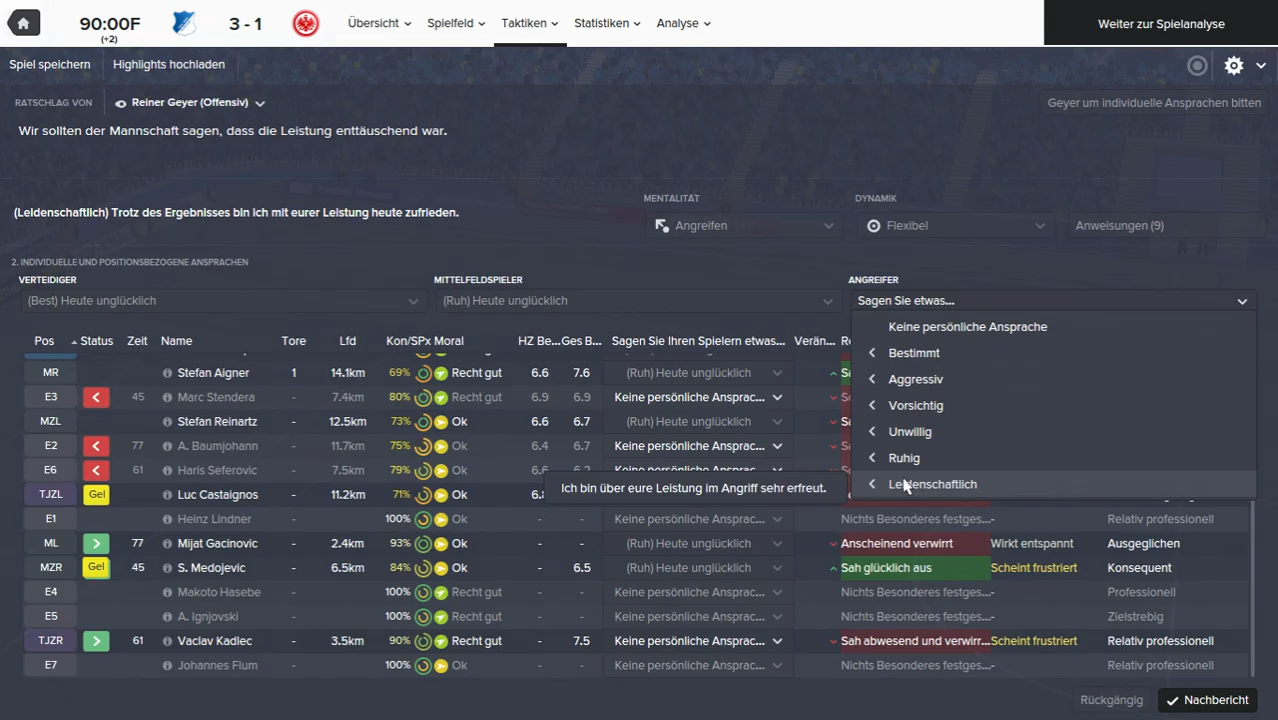 90:00F
(+2)
3 - 1
Übersicht
Spielfeld
Taktiken
Statistiken
Analyse
Weiter zur Spielanalyse
Spiel speichern
Highlights hochladen
RATSCHLAG VON
Reiner Geyer (Offensiv)
Geyer um individuelle Ansprachen bitten
Wir sollten der Mannschaft sagen, dass die Leistung enttäuschend war.
MENTALITÄT
DYNAMIK
(Leidenschaftlich) Trotz des Ergebnisses bin ich mit eurer Leistung heute zufrieden.
Angreifen
Flexibel
Anweisungen (9)
2. INDIVIDUELLE UND POSITIONSBEZOGENE ANSPRACHEN
VERTEIDIGER
MITTELFELDSPIELER
ANGREIFER
(Best) Heute unglücklich
(Ruh) Heute unglücklich
Sagen Sie etwas...
Keine persönliche Ansprache
Bestimmt
Aggressiv
Vorsichtig
Unwillig
Ruhig
Leidenschaftlich
Ich bin über eure Leistung im Angriff sehr erfreut.
Pos Status Zeit Name Tore Lfd Kon/SPx Moral HZ Be... Ges B... Sagen Sie Ihren Spielern etwas... Verän...
MR Stefan Aigner 1 14.1km 69% Recht gut 6.6 7.6 (Ruh) Heute unglücklich
E3 45 Marc Stendera - 7.4km 80% Recht gut 6.9 6.9 Keine persönliche Ansprac...
MZL Stefan Reinartz - 12.5km 73% Ok 6.6 6.7 (Ruh) Heute unglücklich
E2 77 A. Baumjohann - 11.7km 75% Ok 6.4 6.7 Keine persönliche Ansprac...
E6 61 Haris Seferovic - 7.5km 79% Ok 6.6
TJZL Gel Luc Castaignos - 11.2km 71% Ok
E1 Heinz Lindner - - 100% Ok - - Keine persönliche Ansprac... Nichts Besonderes festges...- Relativ professionell
ML 77 Mijat Gacinovic - 2.4km 93% Ok - - (Ruh) Heute unglücklich Anscheinend verwirrt Wirkt entspannt Ausgeglichen
MZR Gel 45 S. Medojevic - 6.5km 84% Ok - 6.5 (Ruh) Heute unglücklich Sah glücklich aus Scheint frustriert Konsequent
E4 Makoto Hasebe - - 100% Recht gut - - Keine persönliche Ansprac... Nichts Besonderes festges...- Professionell
E5 A. Ignjovski - - 100% Recht gut - - Keine persönliche Ansprac... Nichts Besonderes festges...- Zielstrebig
TJZR 61 Vaclav Kadlec - 3.5km 90% Recht gut - 7.5 Keine persönliche Ansprac... Sah abwesend und verwirr... Scheint frustriert Relativ professionell
E7 Johannes Flum - - 100% Ok - - Keine persönliche Ansprac... Nichts Besonderes festges...- Relativ professionell
Rückgängig
Nachbericht